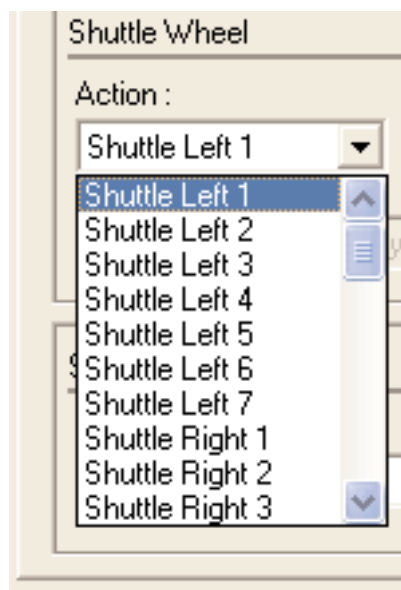 Shuttle Wheel
Action :
Shuttle Left 1
Shuttle Left 1
Shuttle Left 2
Shuttle Left 3
Shuttle Left 4
Shuttle Left 5
Shuttle Left 6
Shuttle Left 7
Shuttle Right 1
Shuttle Right 2
Shuttle Right 3